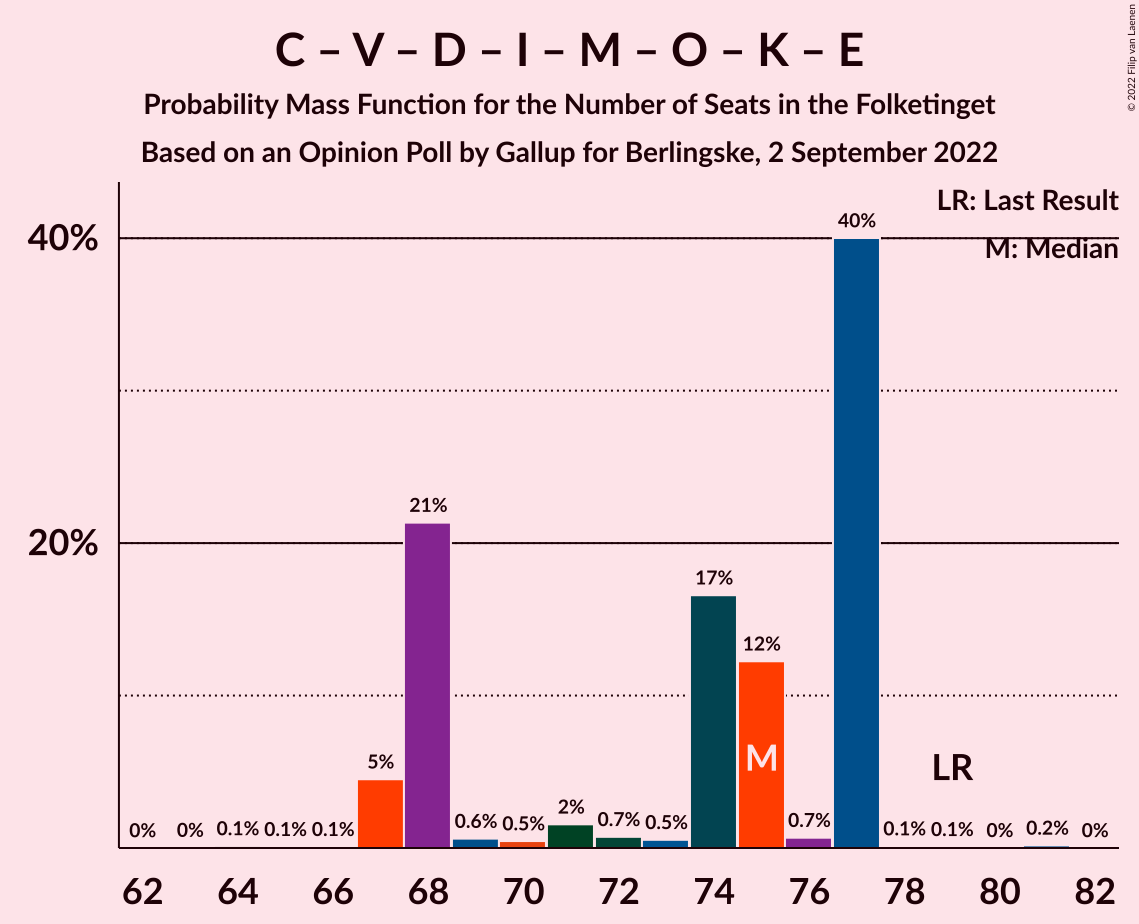 C – V – D – I – M – O – K – E
Probability Mass Function for the Number of Seats in the Folketinget
Based on an Opinion Poll by Gallup for Berlingske, 2 September 2022
© 2022 Filip van Laenen
LR: Last Result
M: Median
40%
20%
0% 0% 0.1% 0.1% 0.1% 5% 21% 0.6% 0.5% 2% 0.7% 0.5% 17% 12% 0.7% 40% 0.1% 0.1% 0% 0.2% 0%
M
LR
62 64 66 68 70 72 74 76 78 80 82